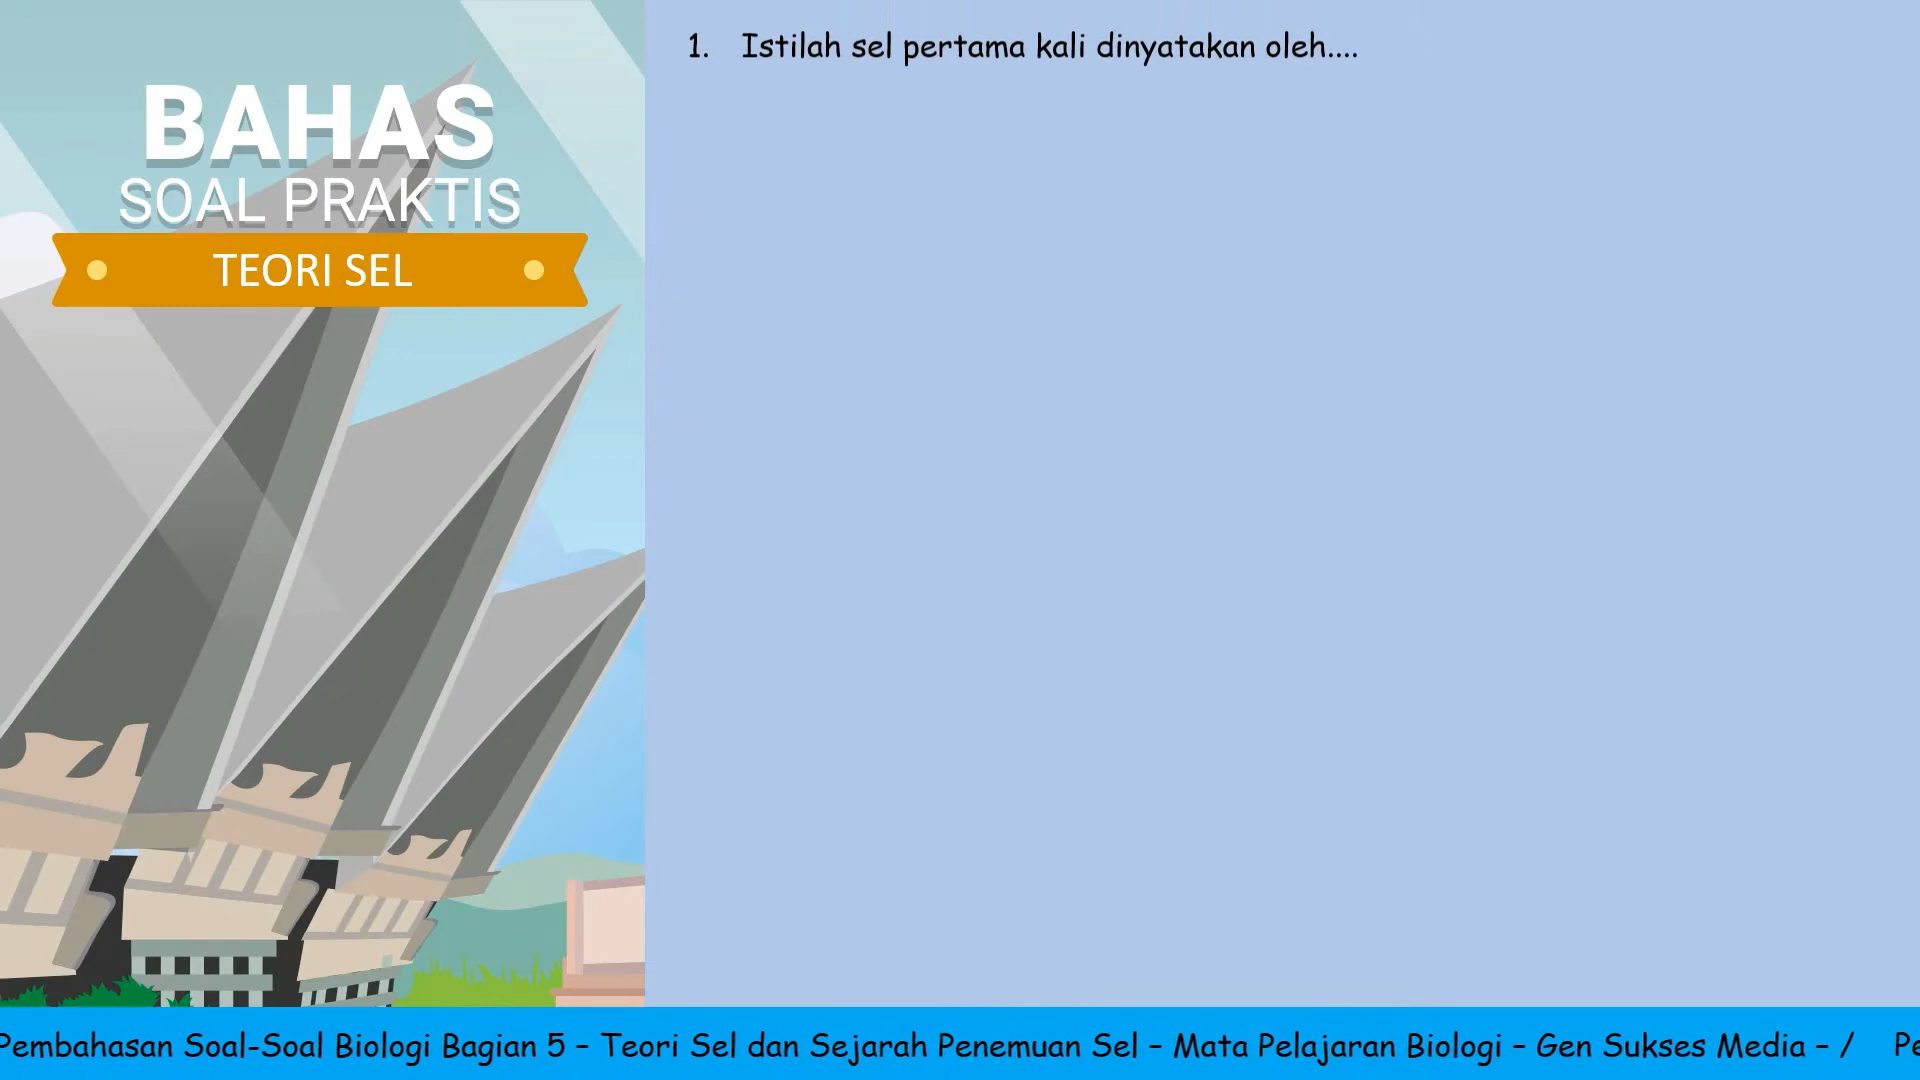 BAHAS
SOAL PRAKTIS
TEORI SEL
1. Istilah sel pertama kali dinyatakan oleh....
Pembahasan Soal-Soal Biologi Bagian 5 – Teori Sel dan Sejarah Penemuan Sel – Mata Pelajaran Biologi – Gen Sukses Media – / Pe